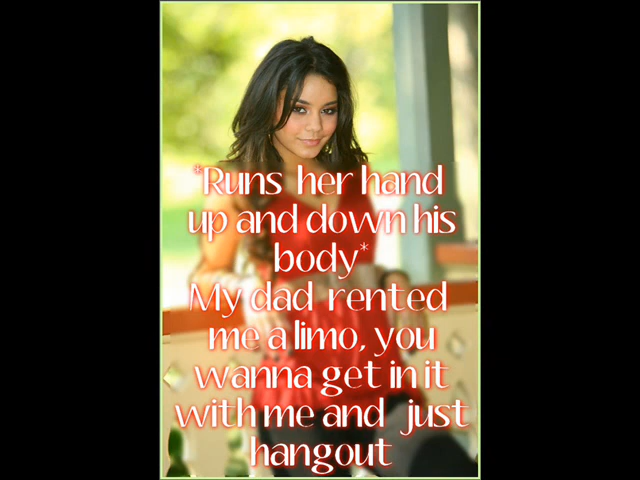 *Runs her hand
up and down his
body*
My dad rented
me a limo, you
wanna get in it
with me and just
hangout